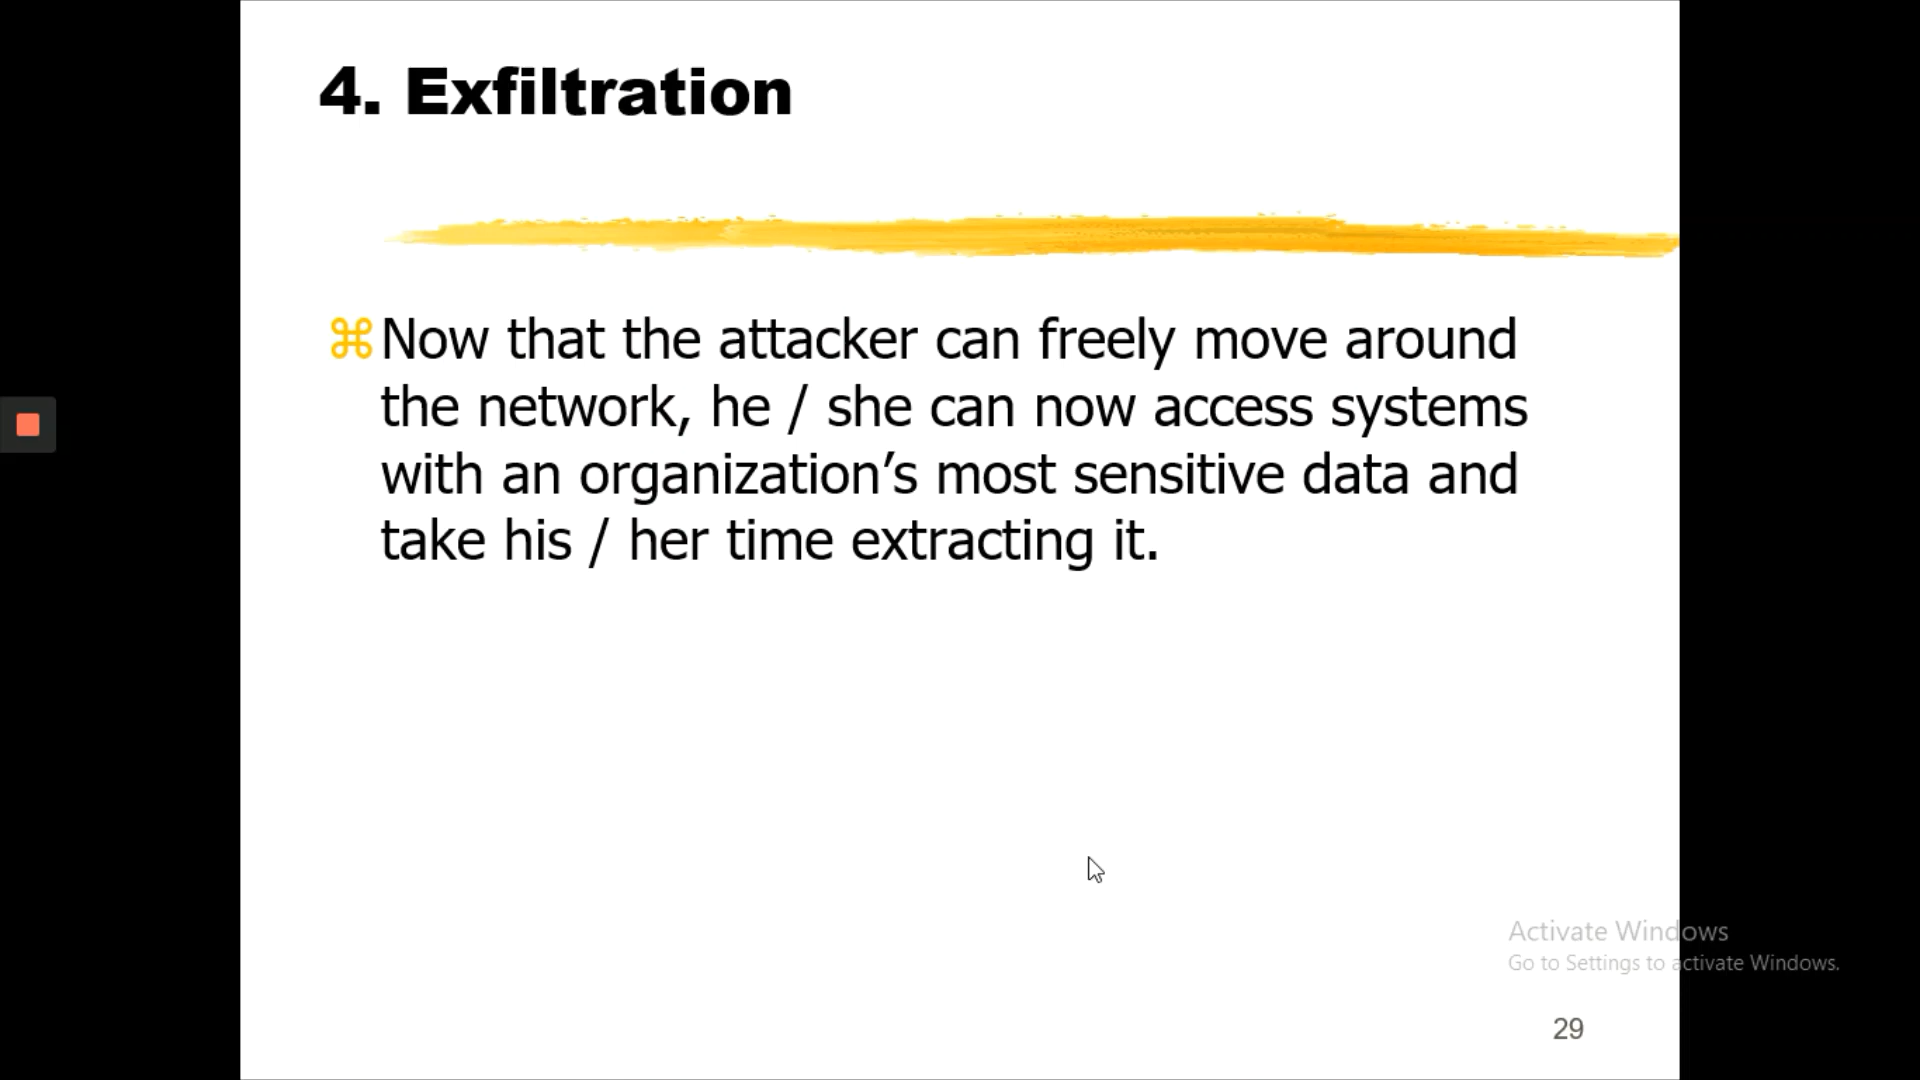 4. Exfiltration
⌘Now that the attacker can freely move around
the network, he / she can now access systems
with an organization’s most sensitive data and
take his / her time extracting it.
Activate Windows
Go to Settings to activate Windows.
29